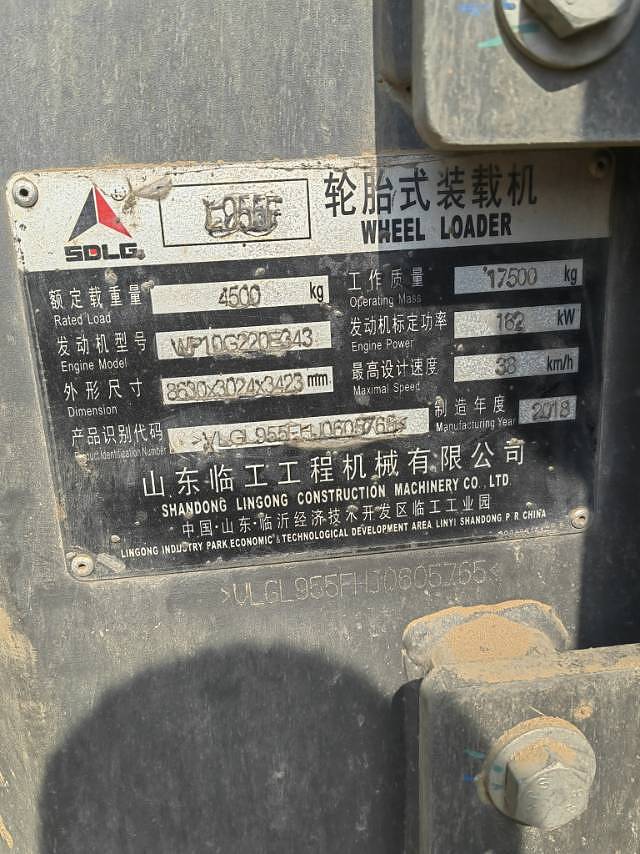 SDLG
L955F
轮胎式装载机
WHEEL LOADER
额定载重量 4500 kg
Rated Load
工作质量 17500 kg
Operating Mass
发动机型号 WP10G220E343
Engine Model
发动机标定功率 162 kW
Engine Power
外形尺寸 8630x3024x3423 mm
Dimension
最高设计速度 38 km/h
Maximal Speed
产品识别代码 >VLGL955FHJ0605765<
Product Identification Number
制造年度 2018
Manufacturing Year
山东临工工程机械有限公司
SHANDONG LINGONG CONSTRUCTION MACHINERY CO., LTD
中国·山东·临沂经济技术开发区临工工业园
LINGONG INDUSTRY PARK ECONOMIC & TECHNOLOGICAL DEVELOPMENT AREA LINYI SHANDONG P R CHINA
>VLGL955FHJ0605765<